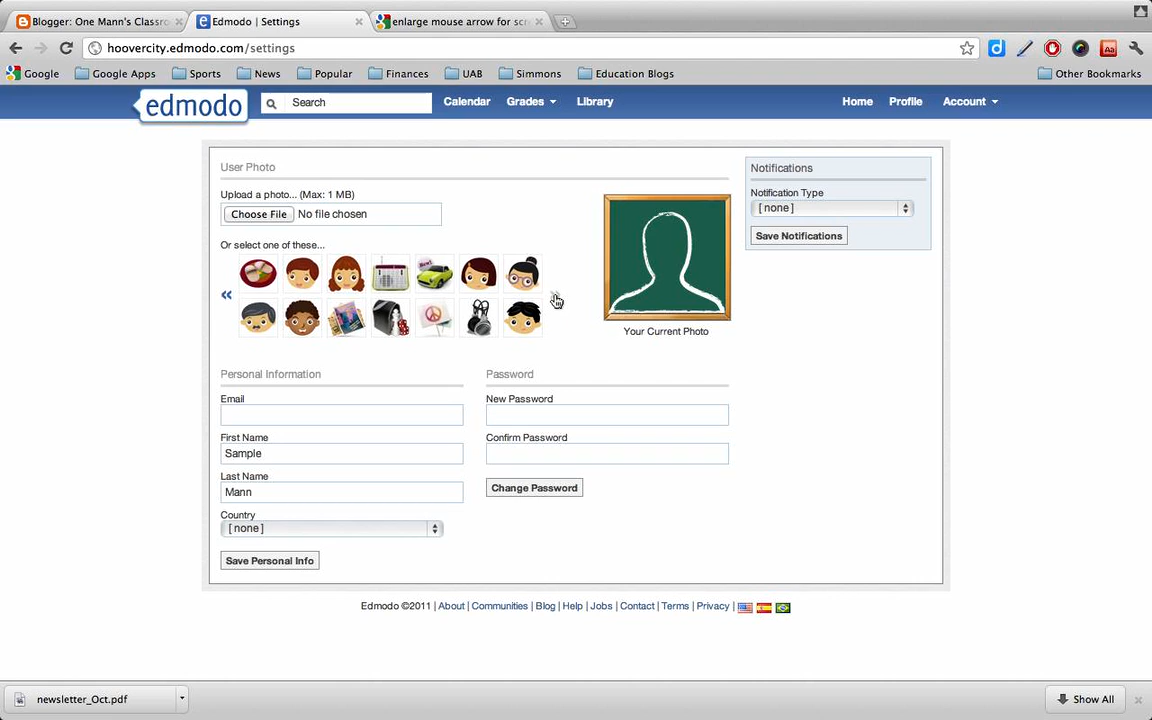 Blogger: One Mann's Classro
Edmodo | Settings
enlarge mouse arrow for scr
hoovercity.edmodo.com/settings
Google
Google Apps
Sports
News
Popular
Finances
UAB
Simmons
Education Blogs
Other Bookmarks
edmodo
Search
Calendar
Grades
Library
Home
Profile
Account
User Photo
Upload a photo... (Max: 1 MB)
Choose File No file chosen
Or select one of these...
«
Your Current Photo
Notifications
Notification Type
[ none ]
Save Notifications
Personal Information
Email
First Name
Sample
Last Name
Mann
Country
[ none ]
Save Personal Info
Password
New Password
Confirm Password
Change Password
Edmodo ©2011 | About | Communities | Blog | Help | Jobs | Contact | Terms | Privacy |
newsletter_Oct.pdf
Show All